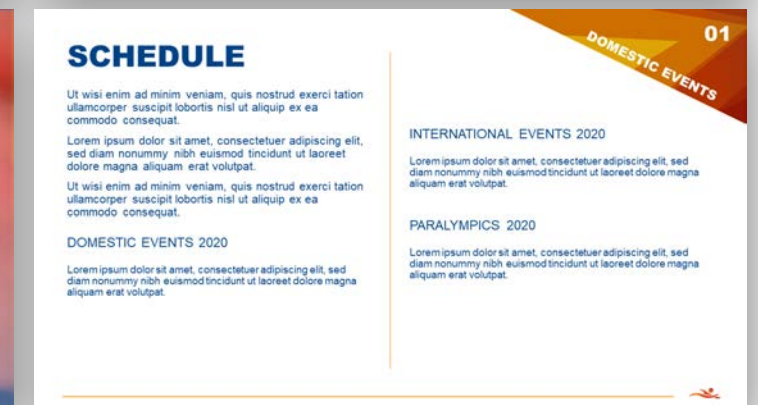 SCHEDULE
Ut wisi enim ad minim veniam, quis nostrud exerci tation
ullamcorper suscipit lobortis nisl ut aliquip ex ea
commodo consequat.
Lorem ipsum dolor sit amet, consectetuer adipiscing elit,
sed diam nonummy nibh euismod tincidunt ut laoreet
dolore magna aliquam erat volutpat.
Ut wisi enim ad minim veniam, quis nostrud exerci tation
ullamcorper suscipit lobortis nisl ut aliquip ex ea
commodo consequat.
DOMESTIC EVENTS 2020
Lorem ipsum dolor sit amet, consectetuer adipiscing elit, sed
diam nonummy nibh euismod tincidunt ut laoreet dolore magna
aliquam erat volutpat.
01
DOMESTIC EVENTS
INTERNATIONAL EVENTS 2020
Lorem ipsum dolor sit amet, consectetuer adipiscing elit, sed
diam nonummy nibh euismod tincidunt ut laoreet dolore magna
aliquam erat volutpat.
PARALYMPICS 2020
Lorem ipsum dolor sit amet, consectetuer adipiscing elit, sed
diam nonummy nibh euismod tincidunt ut laoreet dolore magna
aliquam erat volutpat.